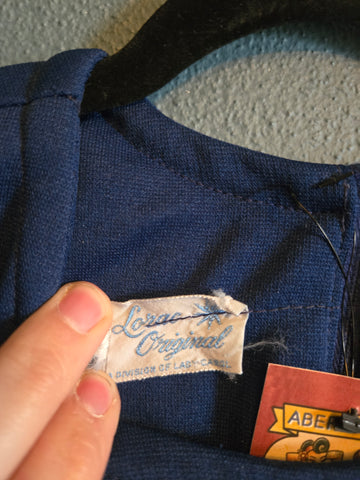 Lorac
Original
A DIVISION OF LADY CAROL
ABER